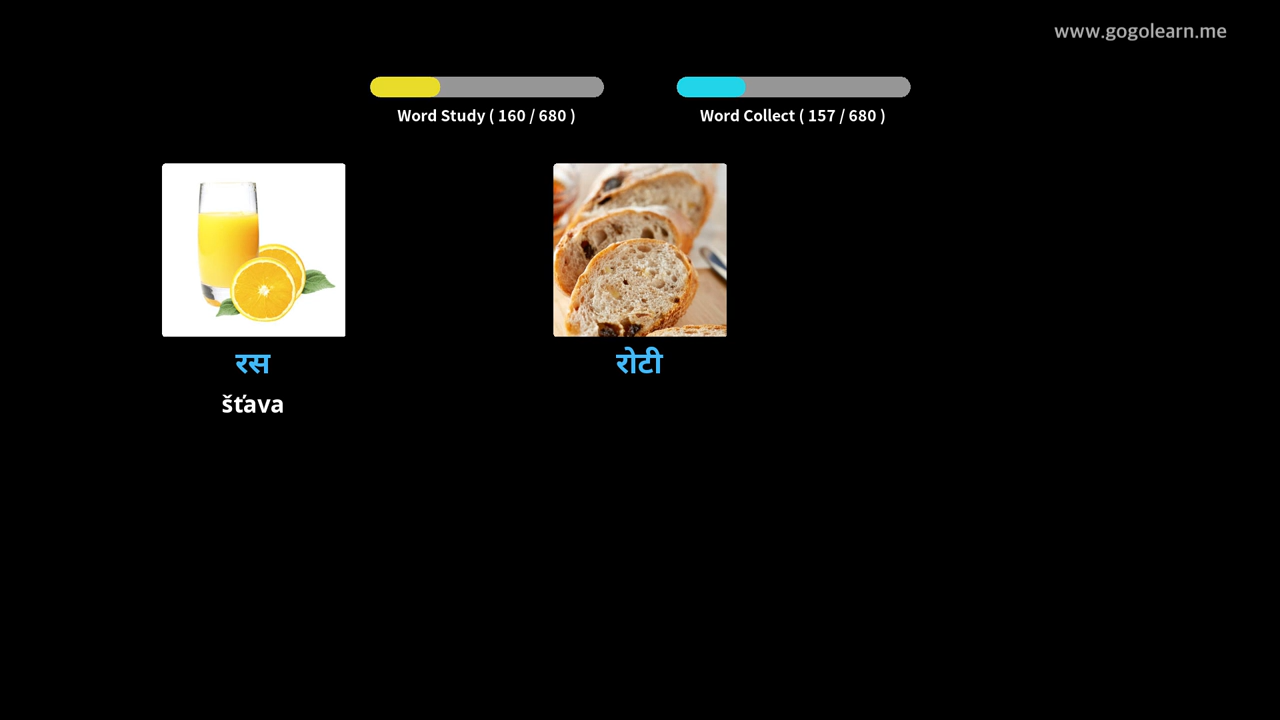 www.gogolearn.me
Word Study ( 160 / 680 )
Word Collect ( 157 / 680 )
रस
रोटी
šťava